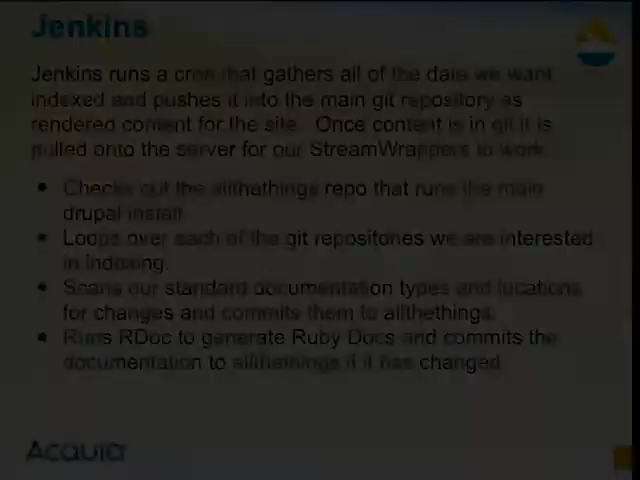 Jenkins
Jenkins runs a cron that gathers all of the data we want
indexed and pushes it into the main git repository as
rendered content for the site. Once content is in git it is
pulled onto the server for our StreamWrappers to work
Checks out the allthethings repo that runs the main
drupal install.
Loops over each of the git repositories we are interested
in indexing.
Scans our standard documentation types and locations
for changes and commits them to allthethings.
Runs RDoc to generate Ruby Docs and commits the
documentation to allthethings if it has changed
Acquia